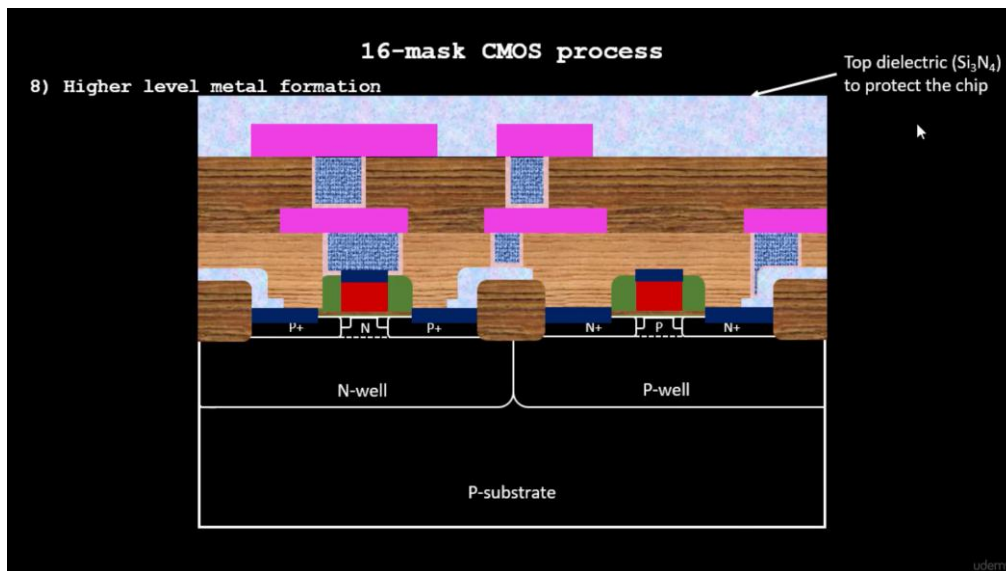 16-mask CMOS process
8) Higher level metal formation
Top dielectric (Si₃N₄)
to protect the chip
P+ N P+ N+ P N+
N-well P-well
P-substrate
udem